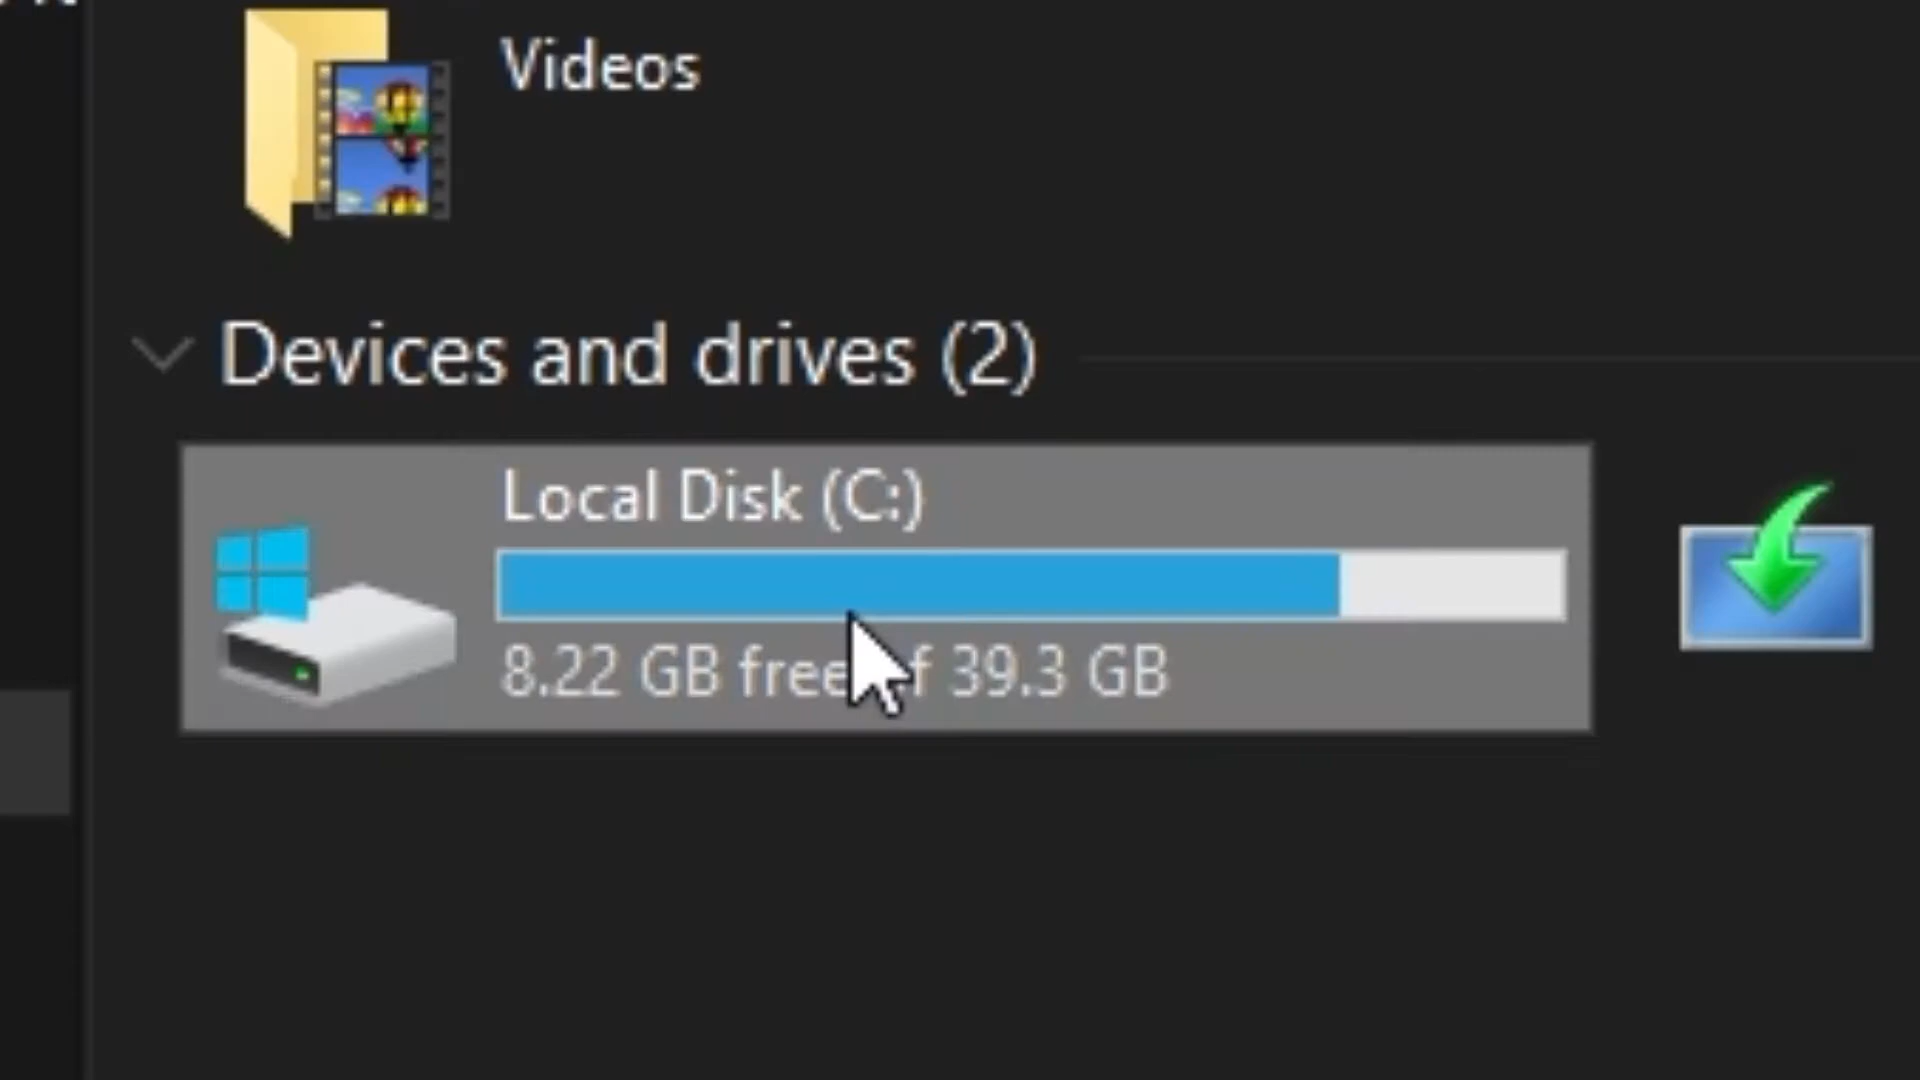 Videos
Devices and drives (2)
Local Disk (C:)
8.22 GB free f 39.3 GB